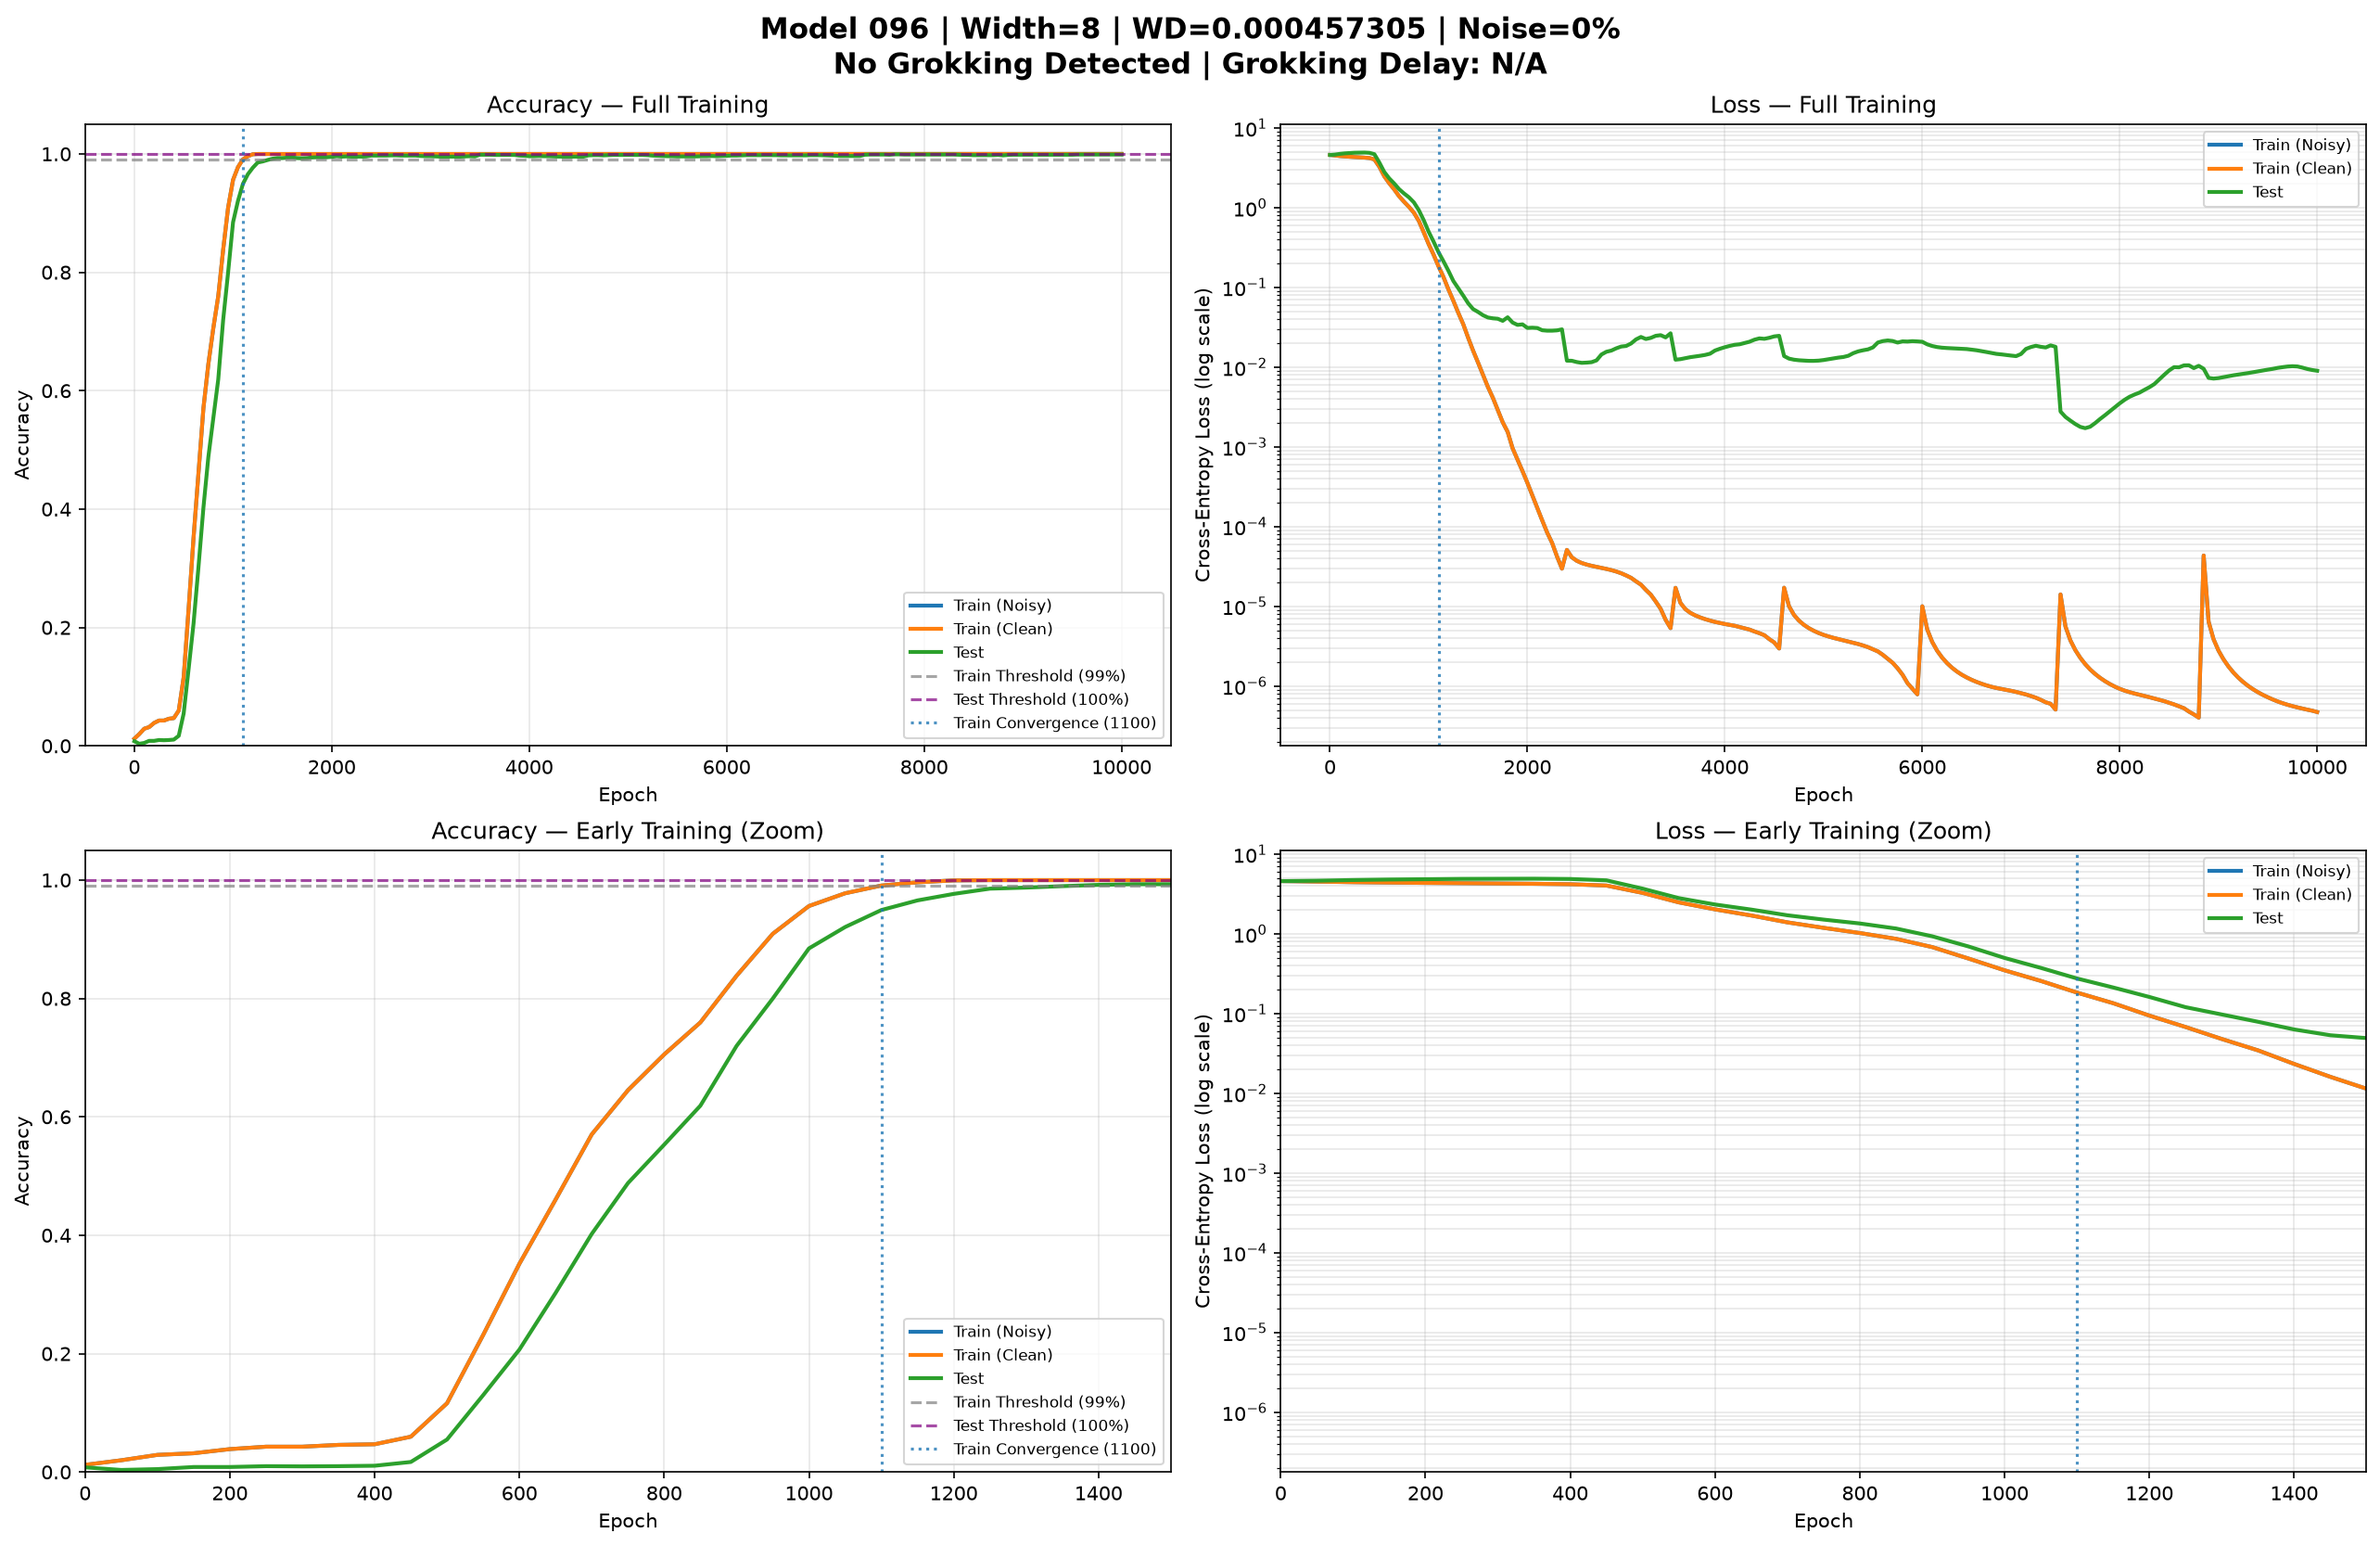 Model 096 | Width=8 | WD=0.000457305 | Noise=0%
No Grokking Detected | Grokking Delay: N/A
Accuracy — Full Training
1.0
0.8
0.6
0.4
0.2
0.0
Accuracy
0 2000 4000 6000 8000 10000
Epoch
Train (Noisy)
Train (Clean)
Test
Train Threshold (99%)
Test Threshold (100%)
Train Convergence (1100)
Loss — Full Training
10^1
10^0
10^-1
10^-2
10^-3
10^-4
10^-5
10^-6
Cross-Entropy Loss (log scale)
0 2000 4000 6000 8000 10000
Epoch
Train (Noisy)
Train (Clean)
Test
Accuracy — Early Training (Zoom)
1.0
0.8
0.6
0.4
0.2
0.0
Accuracy
0 200 400 600 800 1000 1200 1400
Epoch
Train (Noisy)
Train (Clean)
Test
Train Threshold (99%)
Test Threshold (100%)
Train Convergence (1100)
Loss — Early Training (Zoom)
10^1
10^0
10^-1
10^-2
10^-3
10^-4
10^-5
10^-6
Cross-Entropy Loss (log scale)
0 200 400 600 800 1000 1200 1400
Epoch
Train (Noisy)
Train (Clean)
Test